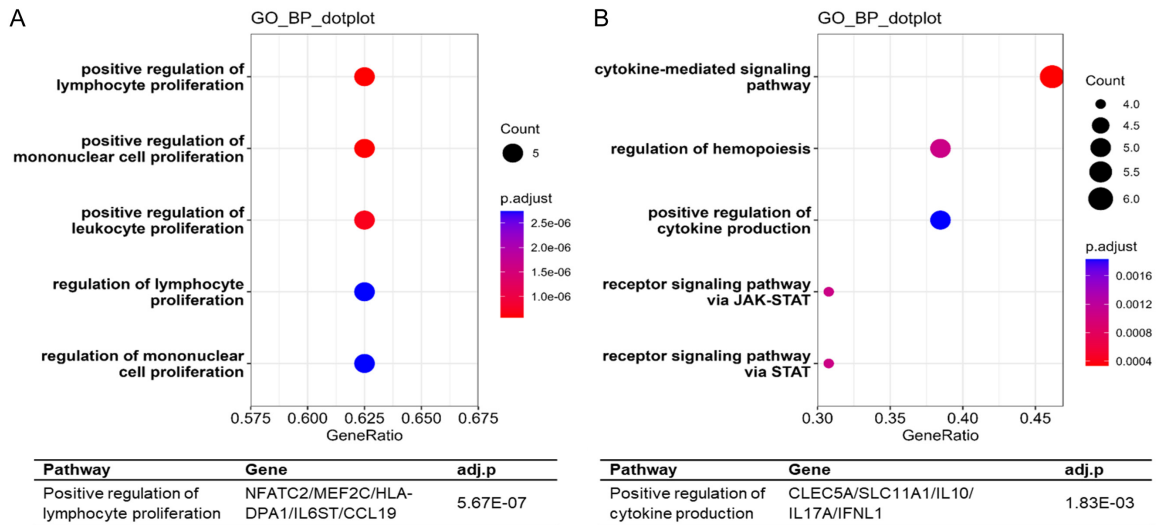 A
GO_BP_dotplot
positive regulation of
lymphocyte proliferation
positive regulation of
mononuclear cell proliferation
positive regulation of
leukocyte proliferation
regulation of lymphocyte
proliferation
regulation of mononuclear
cell proliferation
0.575 0.600 0.625 0.650 0.675
GeneRatio
Count
5
p.adjust
2.5e-06
2.0e-06
1.5e-06
1.0e-06
Pathway Gene adj.p
Positive regulation of NFATC2/MEF2C/HLA-
lymphocyte proliferation DPA1/IL6ST/CCL19
5.67E-07
B
GO_BP_dotplot
cytokine-mediated signaling
pathway
regulation of hemopoiesis
positive regulation of
cytokine production
receptor signaling pathway
via JAK-STAT
receptor signaling pathway
via STAT
0.30 0.35 0.40 0.45
GeneRatio
Count
4.0
4.5
5.0
5.5
6.0
p.adjust
0.0016
0.0012
0.0008
0.0004
Pathway Gene adj.p
Positive regulation of CLEC5A/SLC11A1/IL10/
cytokine production IL17A/IFNL1
1.83E-03